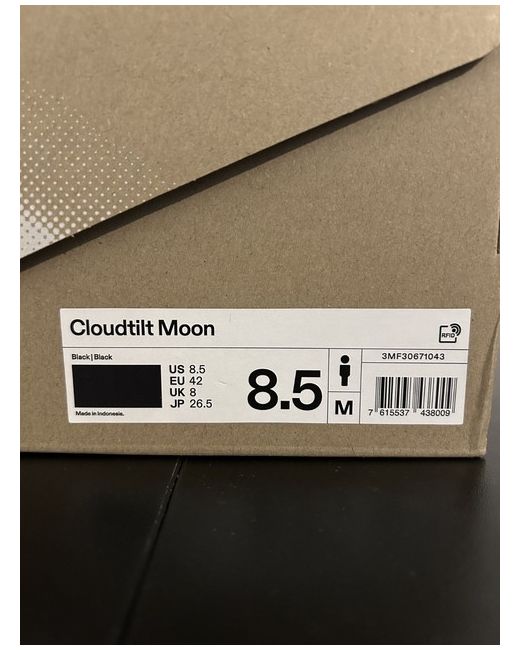 Cloudtilt Moon
RFID
Black | Black
US 8.5
EU 42
UK 8
JP 26.5
Made in Indonesia.
8.5
M
3MF30671043
7 615537 438009